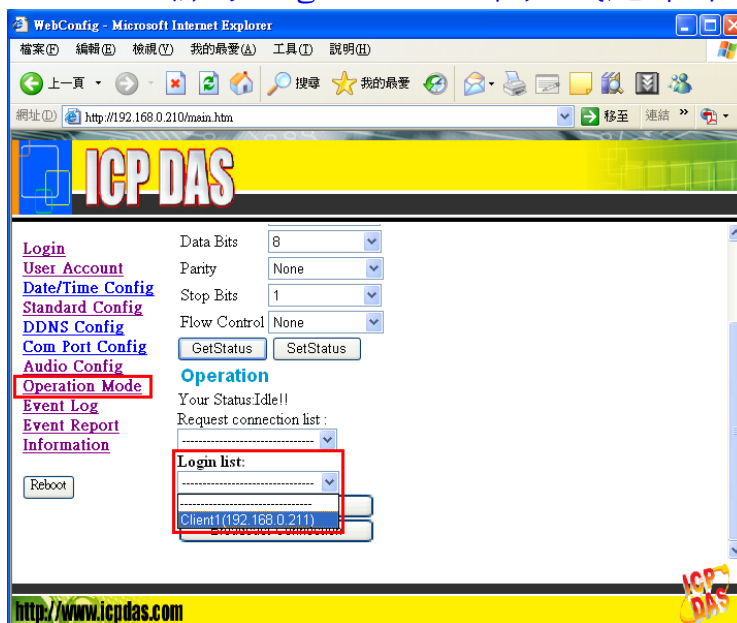 WebConfig - Microsoft Internet Explorer
檔案(F) 編輯(E) 檢視(V) 我的最愛(A) 工具(T) 說明(H)
上一頁 搜尋 我的最愛
網址(D) http://192.168.0.210/main.htm 移至 連結 »
ICP DAS
Login
User Account
Date/Time Config
Standard Config
DDNS Config
Com Port Config
Audio Config
Operation Mode
Event Log
Event Report
Information
Reboot
Data Bits 8
Parity None
Stop Bits 1
Flow Control None
GetStatus SetStatus
Operation
Your Status:Idle!!
Request connection list :
--------------------------------
Login list:
--------------------------------
--------------------------------
Client1(192.168.0.211)
http://www.icpdas.com
ICP DAS